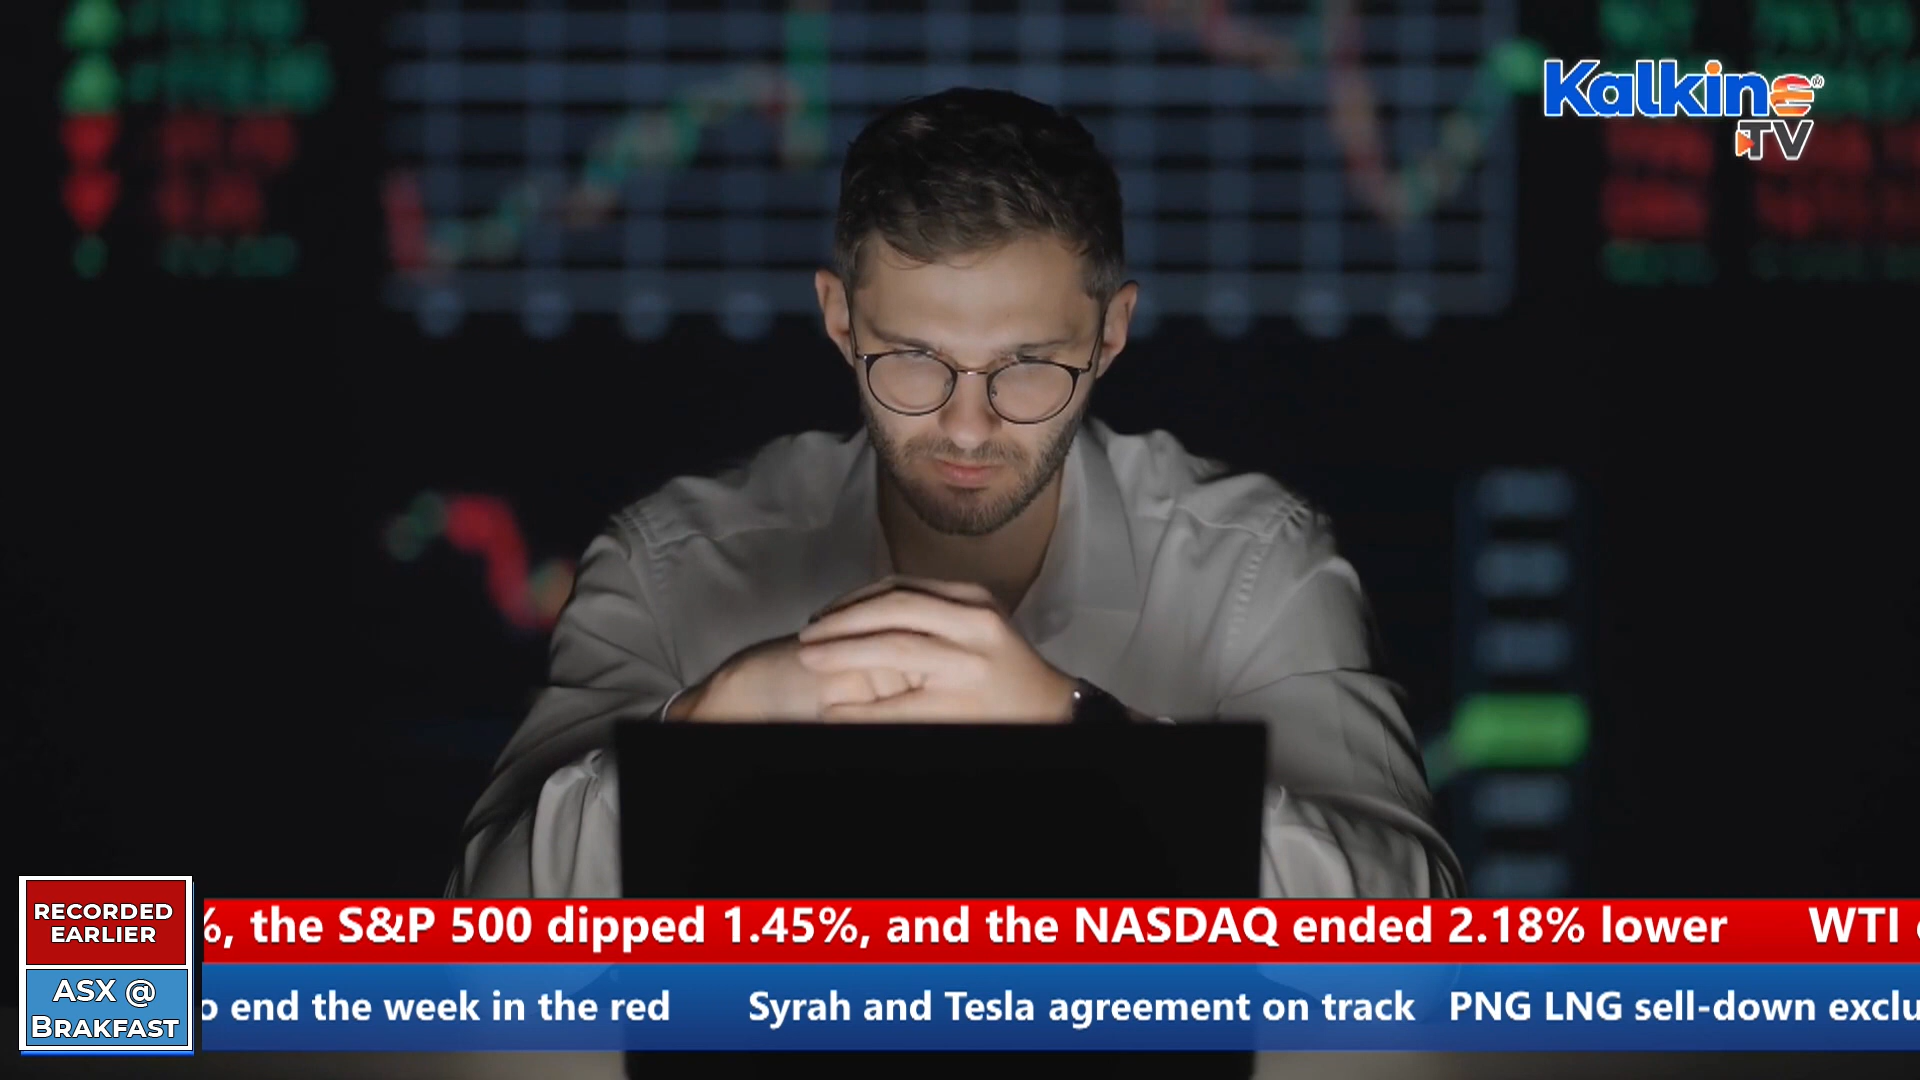 Kalkine®
TV
RECORDED
EARLIER
%, the S&P 500 dipped 1.45%, and the NASDAQ ended 2.18% lower WTI
ASX @
BRAKFAST
o end the week in the red Syrah and Tesla agreement on track PNG LNG sell-down exclu